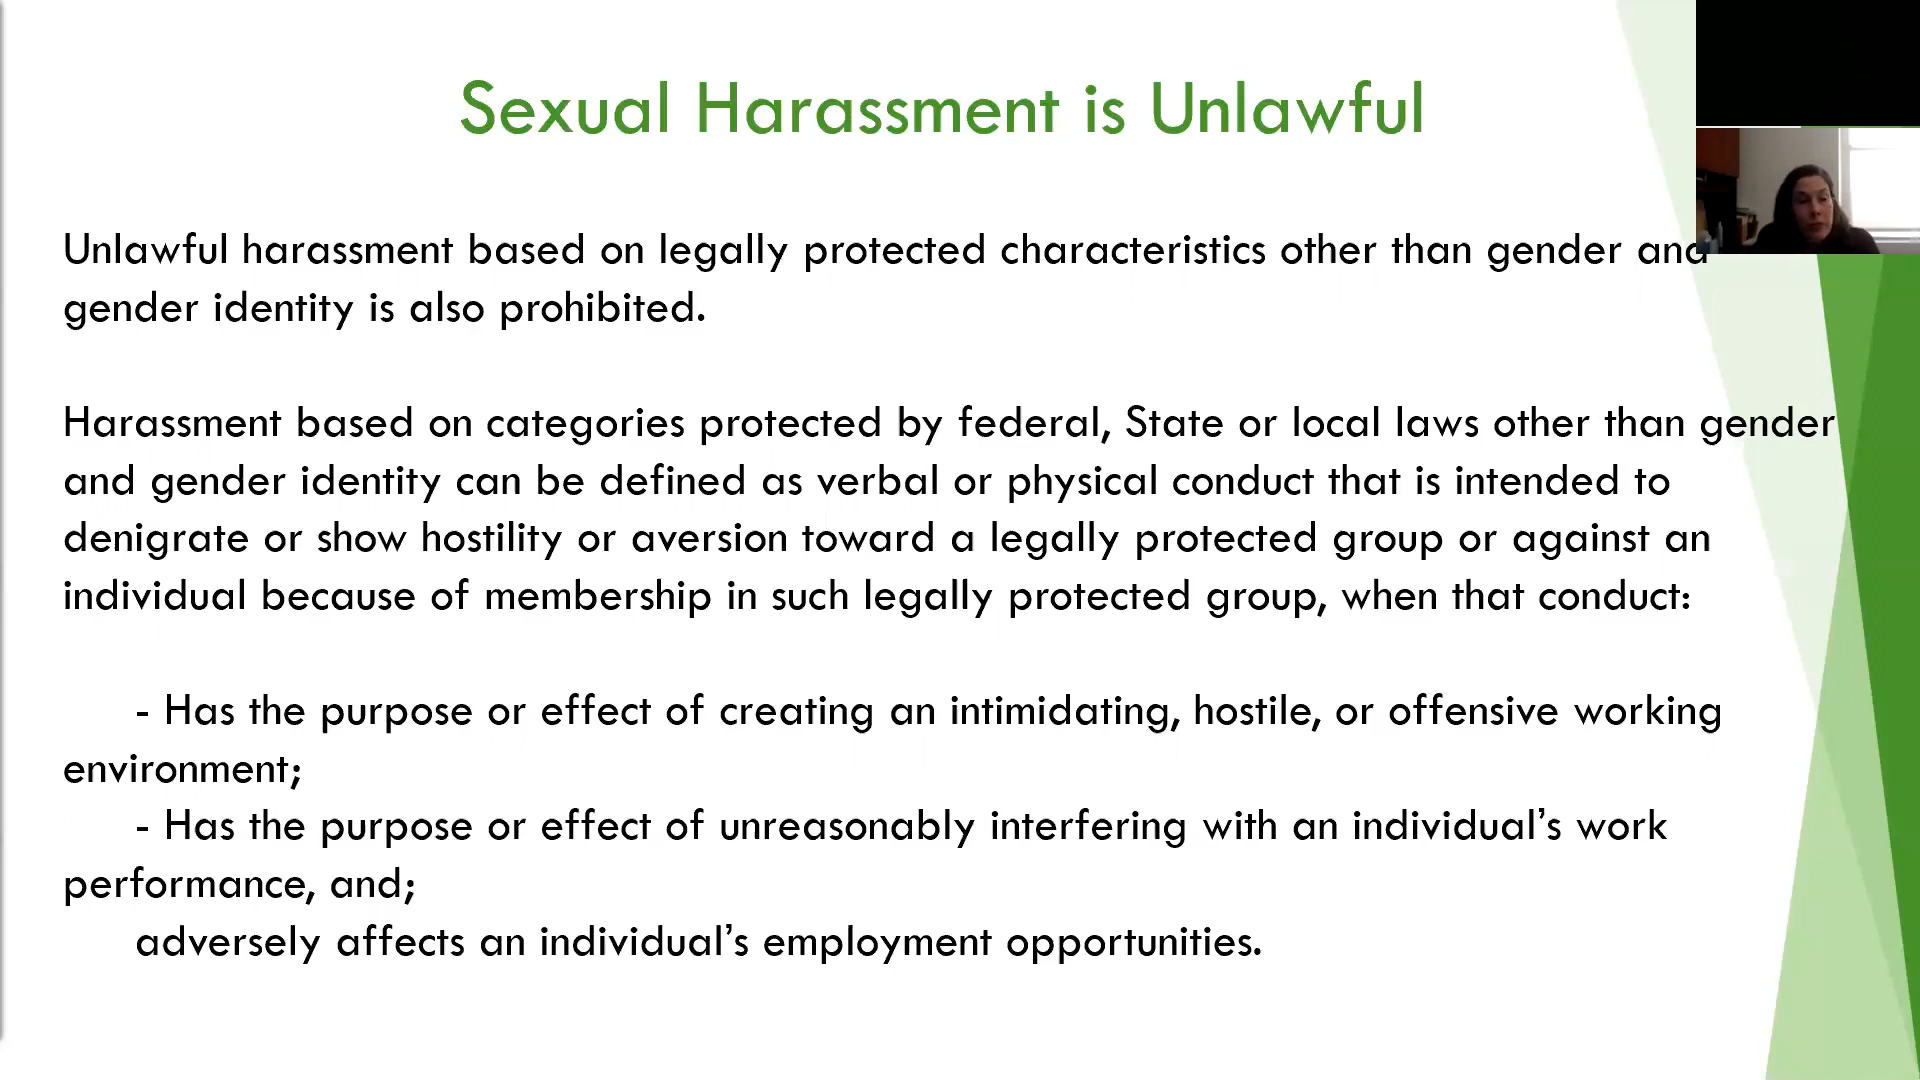 Sexual Harassment is Unlawful
Unlawful harassment based on legally protected characteristics other than gender and
gender identity is also prohibited.
Harassment based on categories protected by federal, State or local laws other than gender
and gender identity can be defined as verbal or physical conduct that is intended to
denigrate or show hostility or aversion toward a legally protected group or against an
individual because of membership in such legally protected group, when that conduct:
- Has the purpose or effect of creating an intimidating, hostile, or offensive working
environment;
- Has the purpose or effect of unreasonably interfering with an individual’s work
performance, and;
adversely affects an individual’s employment opportunities.